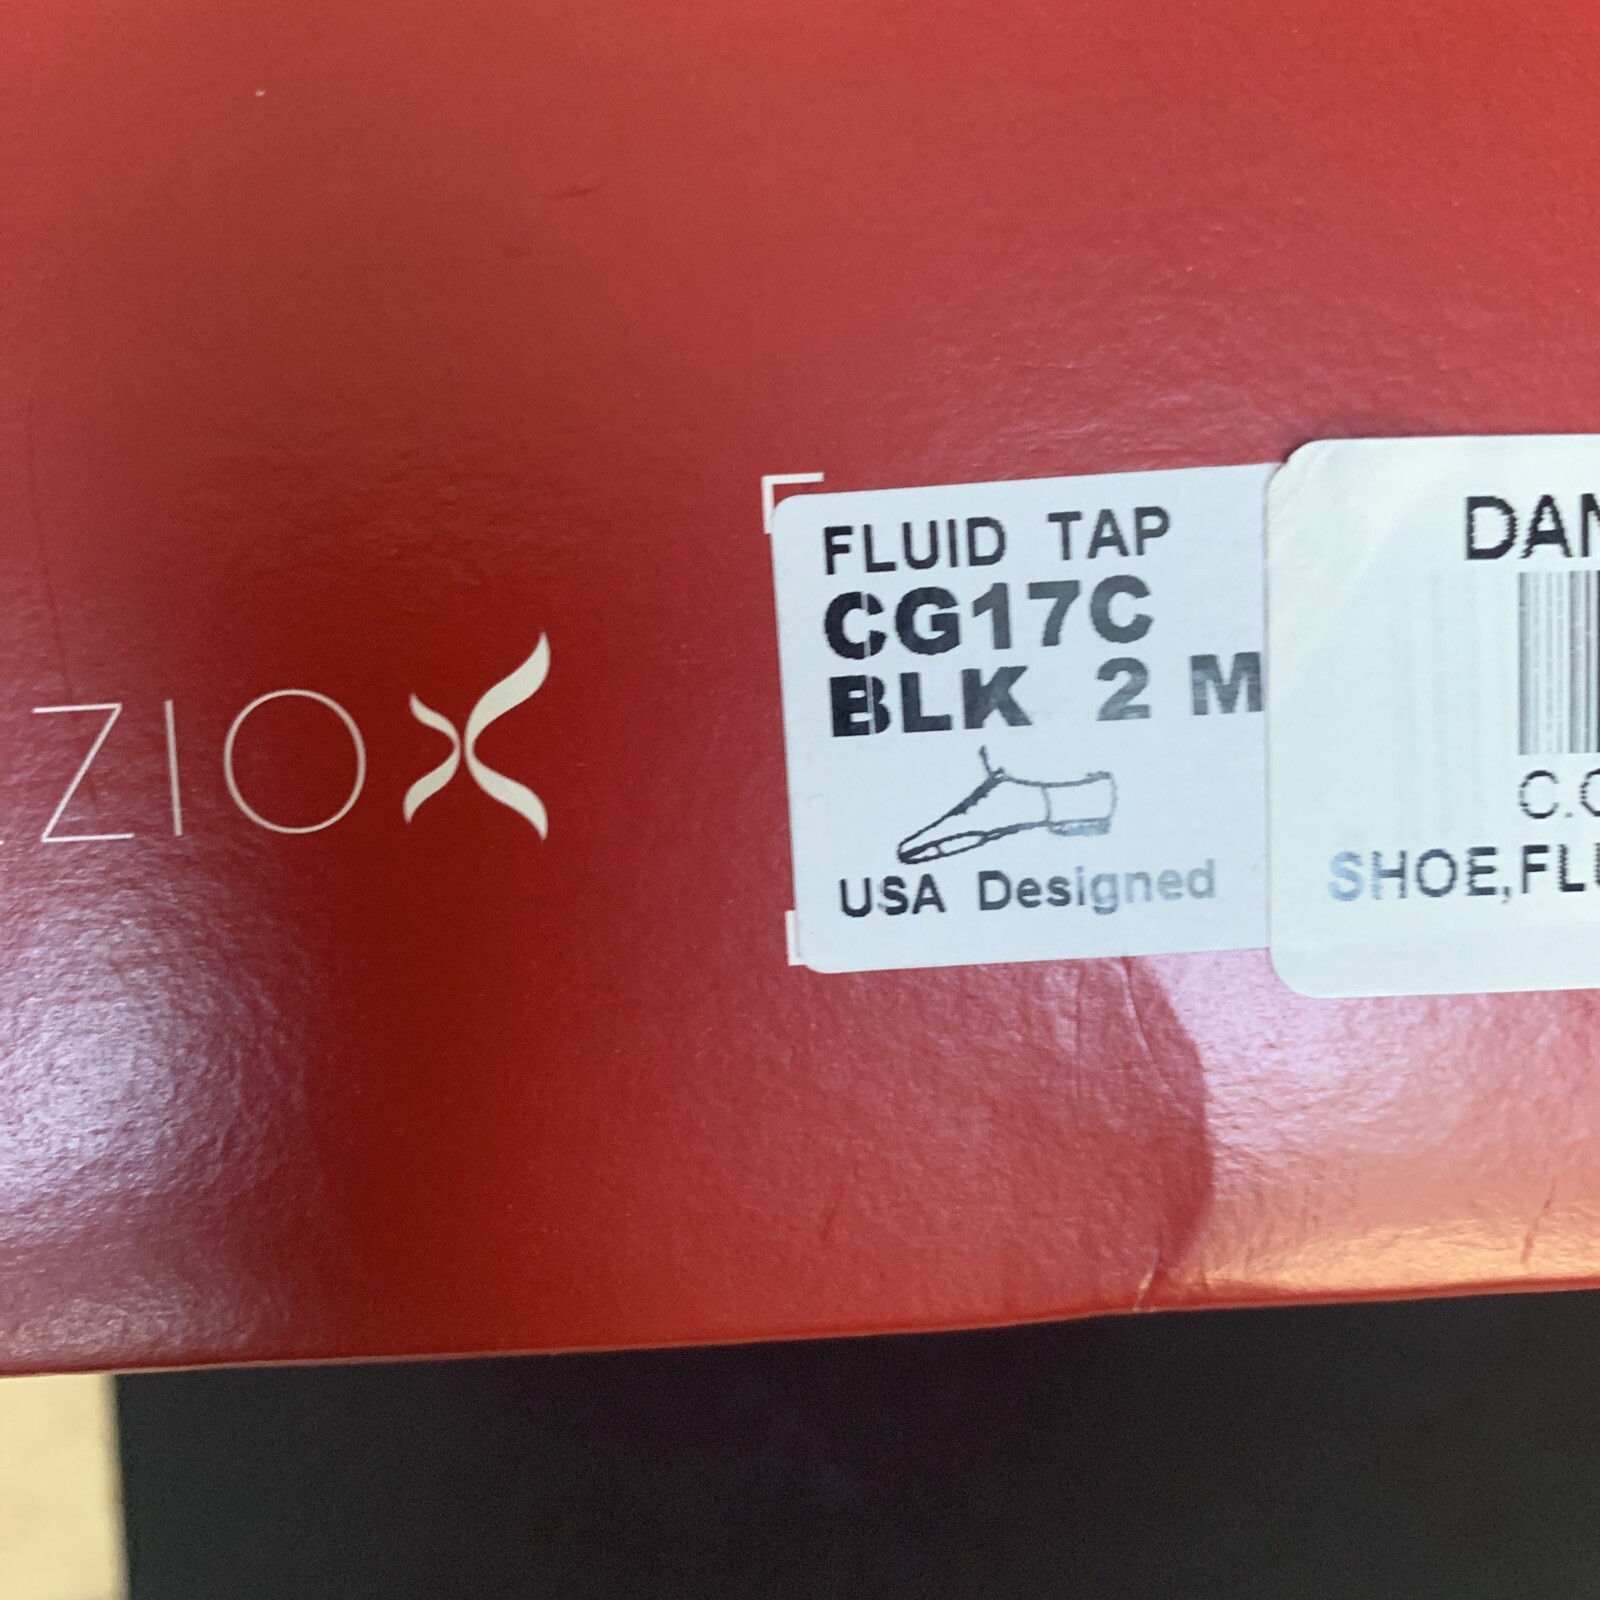 ZIO
FLUID TAP
CG17C
BLK 2 M
USA Designed
DAN
C.C
SHOE,FLU